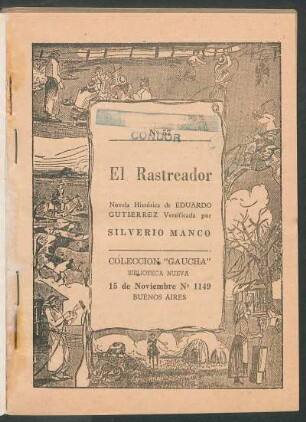 CONDOR
El Rastreador
Novela Histórica de EDUARDO
GUTIERREZ Versificada por
SILVERIO MANCO
COLECCION "GAUCHA"
BIBLIOTECA NUEVA
15 de Noviembre Nº 1149
BUENOS AIRES